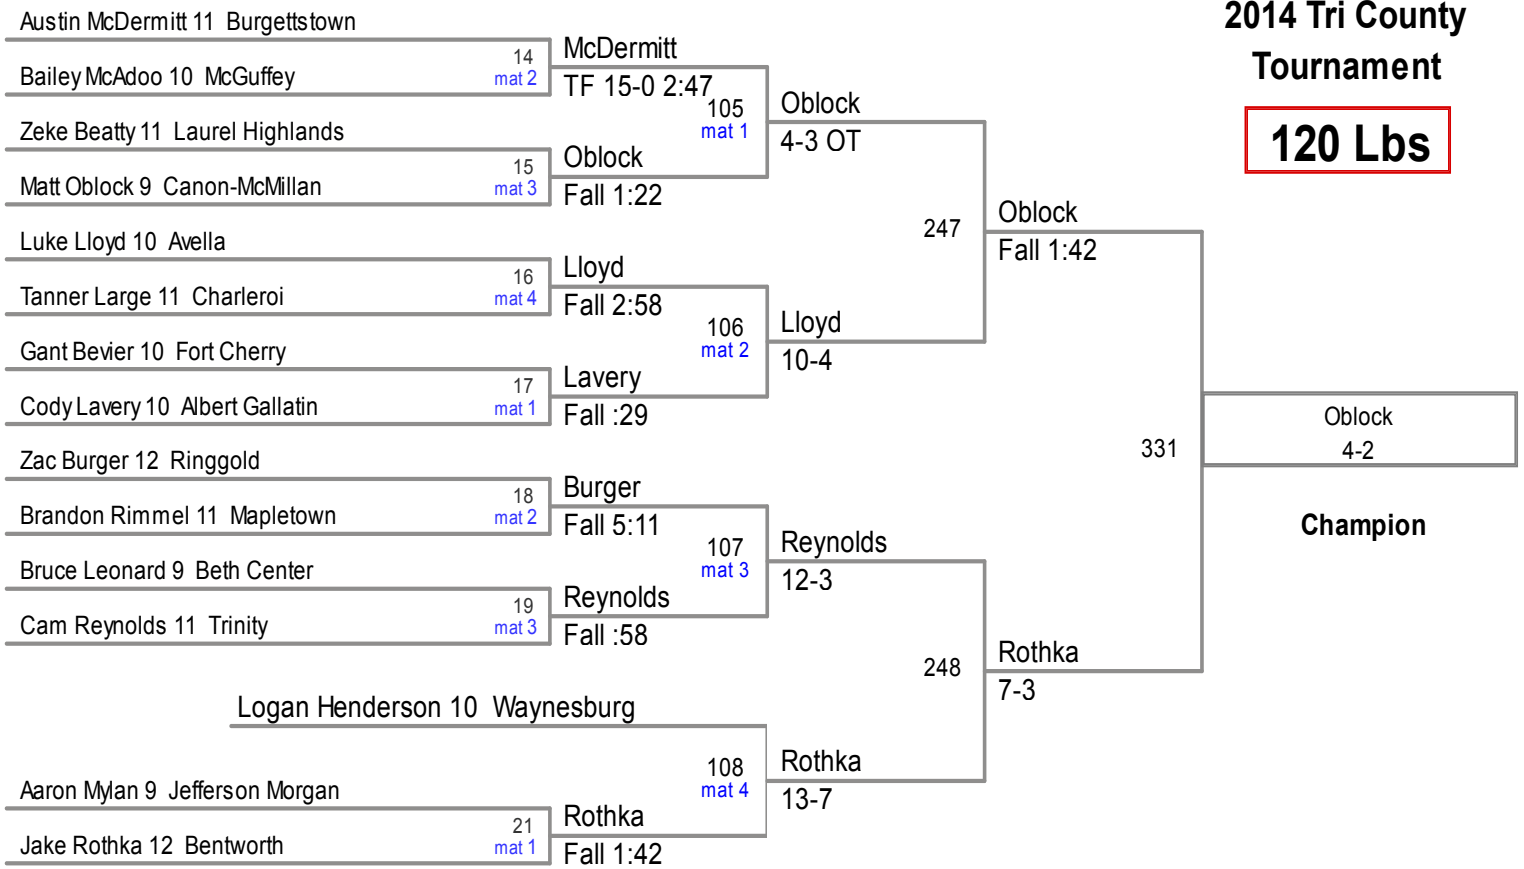 2014 Tri County
Tournament
120 Lbs
Austin McDermitt 11 Burgettstown
14
mat 2
Bailey McAdoo 10 McGuffey
McDermitt
TF 15-0 2:47
Zeke Beatty 11 Laurel Highlands
15
mat 3
Matt Oblock 9 Canon-McMillan
Oblock
Fall 1:22
105
mat 1
Oblock
4-3 OT
Luke Lloyd 10 Avella
16
mat 4
Tanner Large 11 Charleroi
Lloyd
Fall 2:58
Gant Bevier 10 Fort Cherry
17
mat 1
Cody Lavery 10 Albert Gallatin
Lavery
Fall :29
106
mat 2
Lloyd
10-4
247
Oblock
Fall 1:42
Zac Burger 12 Ringgold
18
mat 2
Brandon Rimmel 11 Mapletown
Burger
Fall 5:11
Bruce Leonard 9 Beth Center
19
mat 3
Cam Reynolds 11 Trinity
Reynolds
Fall :58
107
mat 3
Reynolds
12-3
Logan Henderson 10 Waynesburg
Aaron Mylan 9 Jefferson Morgan
21
mat 1
Jake Rothka 12 Bentworth
Rothka
Fall 1:42
108
mat 4
Rothka
13-7
248
Rothka
7-3
331
Oblock
4-2
Champion